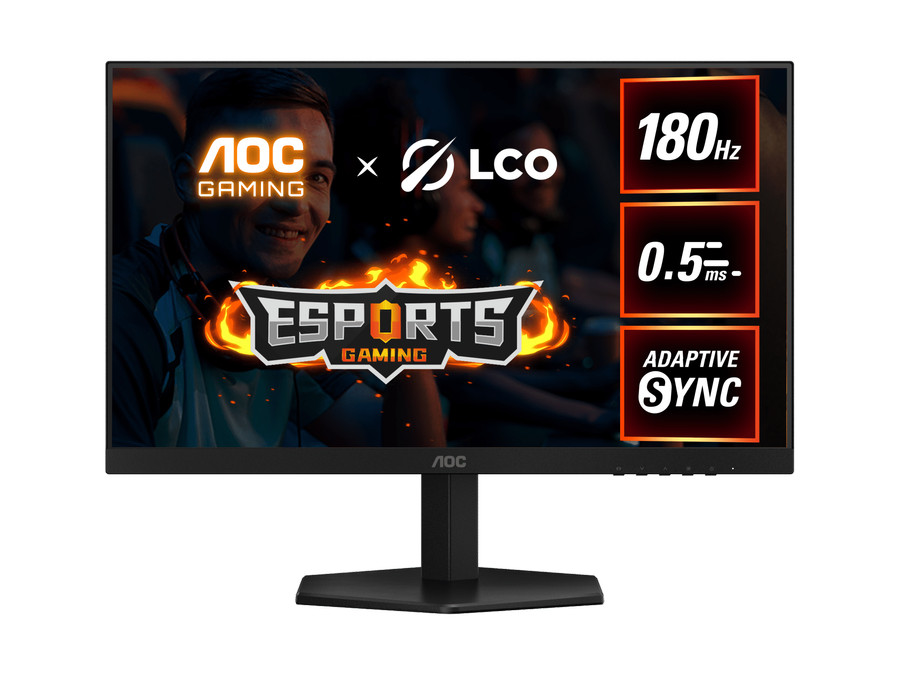 AOC
GAMING
x
LCO
ESPORTS
GAMING
180Hz
0.5ms
ADAPTIVE
SYNC
AOC